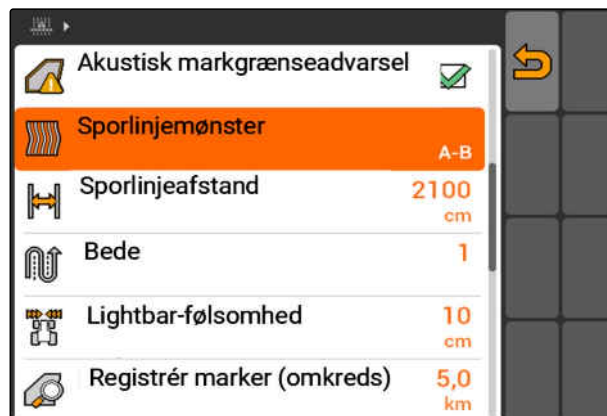 Akustisk markgrænseadvarsel
Sporlinjemønster
A-B
Sporlinjeafstand
2100
cm
Bede
1
Lightbar-følsomhed
10
cm
Registrér marker (omkreds)
5,0
km